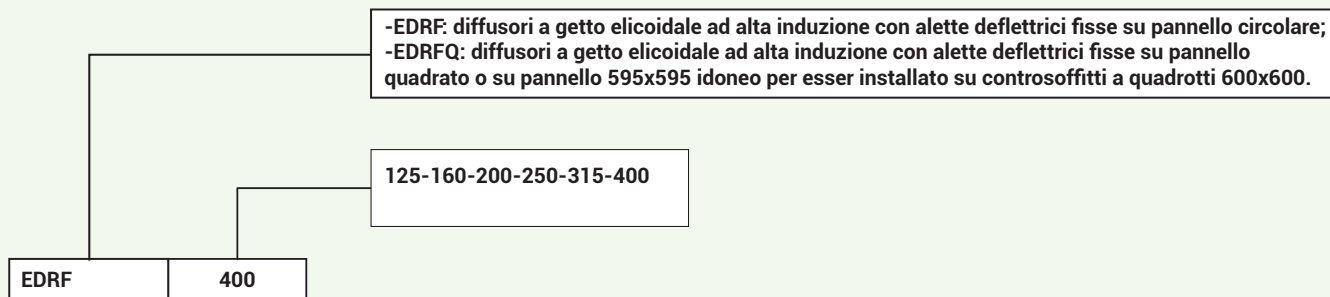 -EDRF: diffusori a getto elicoidale ad alta induzione con alette deflettrici fisse su pannello circolare;
-EDRFQ: diffusori a getto elicoidale ad alta induzione con alette deflettrici fisse su pannello
quadrato o su pannello 595x595 idoneo per esser installato su controsoffitti a quadrotti 600x600.
125-160-200-250-315-400
EDRF 400